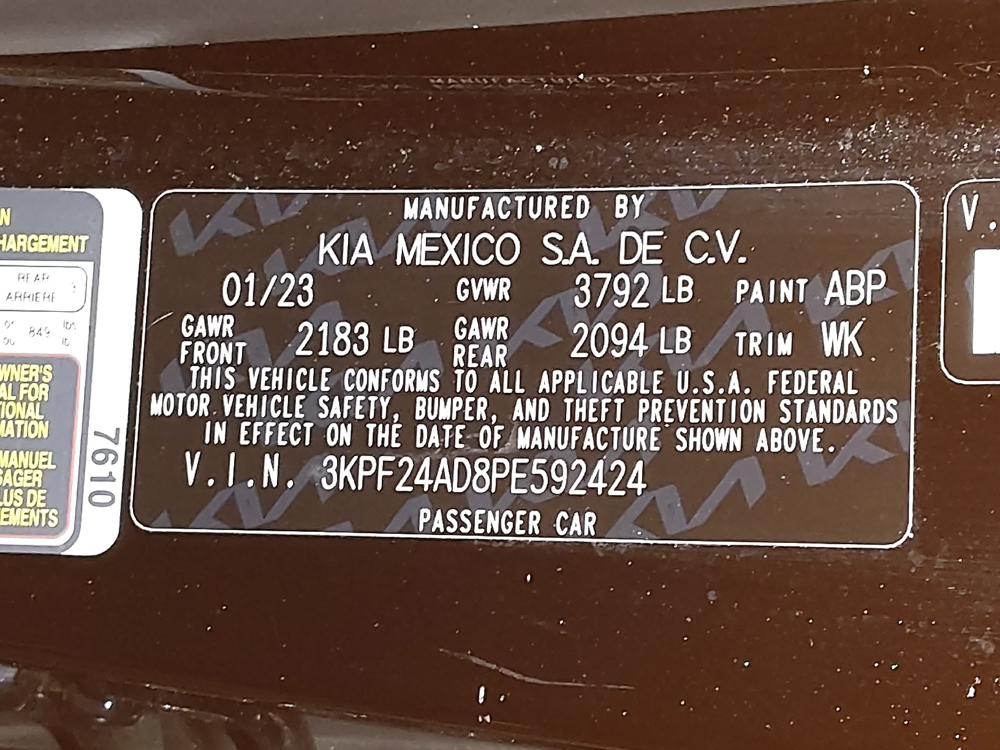 MANUFACTURED BY
KIA MEXICO S.A. DE C.V.
01/23 GVWR 3792 LB PAINT ABP
GAWR FRONT 2183 LB GAWR REAR 2094 LB TRIM WK
THIS VEHICLE CONFORMS TO ALL APPLICABLE U.S.A. FEDERAL
MOTOR VEHICLE SAFETY, BUMPER, AND THEFT PREVENTION STANDARDS
IN EFFECT ON THE DATE OF MANUFACTURE SHOWN ABOVE.
V.I.N. 3KPF24AD8PE592424
PASSENGER CAR
HARGEMENT
REAR
ARRIERE
849 lbs
WNER'S
AL FOR
TIONAL
MATION
MANUEL
SAGER
LUS DE
EMENTS
7610
V.